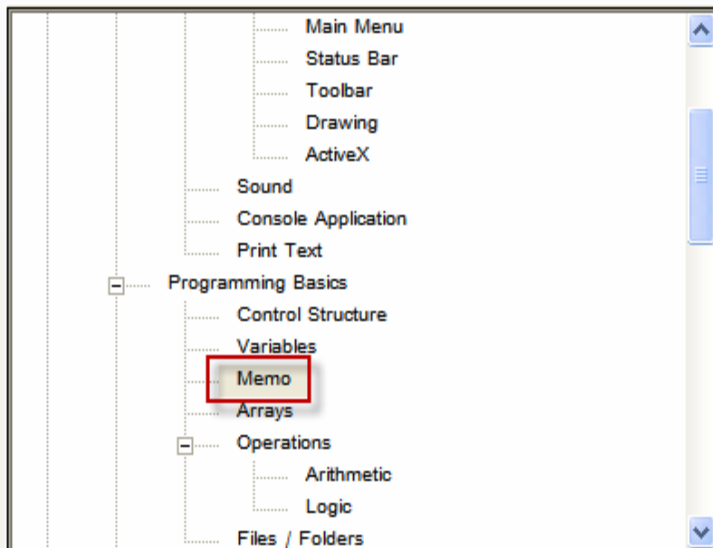 Main Menu
Status Bar
Toolbar
Drawing
ActiveX
Sound
Console Application
Print Text
Programming Basics
Control Structure
Variables
Memo
Arrays
Operations
Arithmetic
Logic
Files / Folders